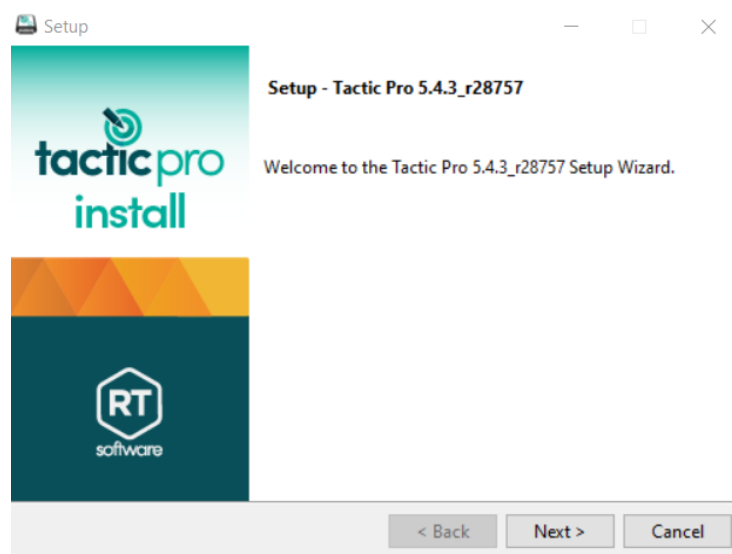 Setup
Setup - Tactic Pro 5.4.3_r28757
tacticpro
install
Welcome to the Tactic Pro 5.4.3_r28757 Setup Wizard.
RT
software
< Back
Next >
Cancel